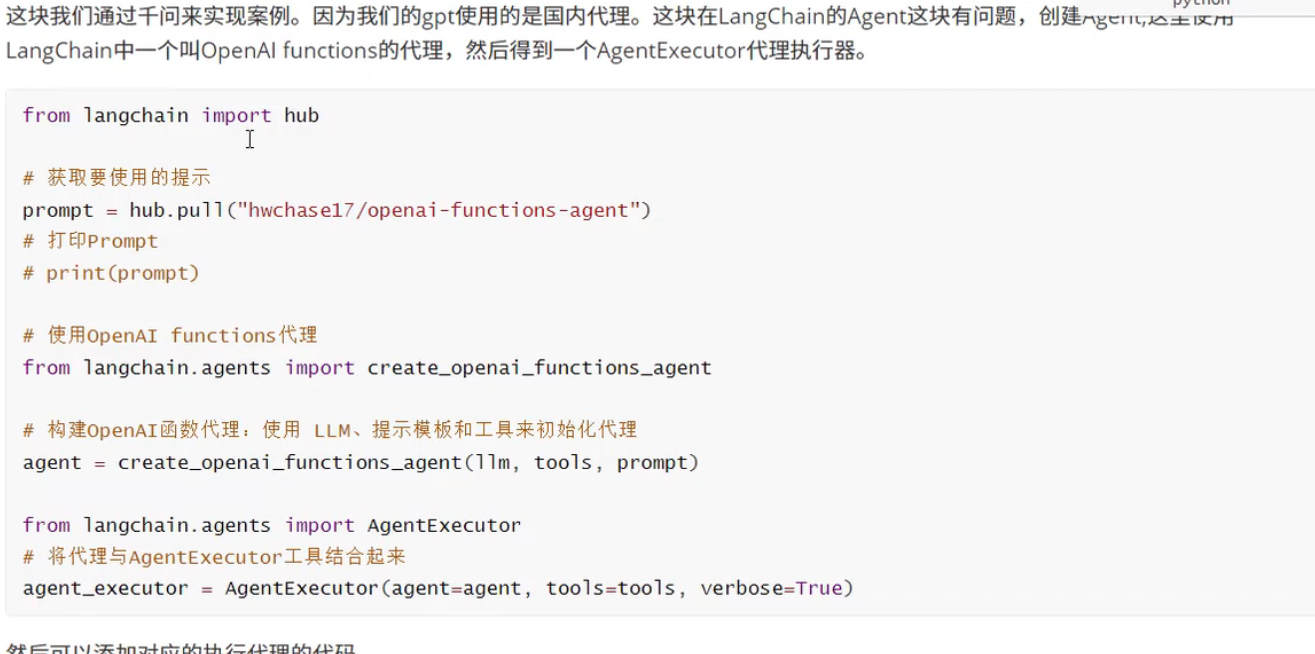 python
这块我们通过千问来实现案例。因为我们的gpt使用的是国内代理。这块在LangChain的Agent这块有问题，创建Agent,这里使用
LangChain中一个叫OpenAI functions的代理，然后得到一个AgentExecutor代理执行器。
from langchain import hub
# 获取要使用的提示
prompt = hub.pull("hwchase17/openai-functions-agent")
# 打印Prompt
# print(prompt)
# 使用OpenAI functions代理
from langchain.agents import create_openai_functions_agent
# 构建OpenAI函数代理：使用 LLM、提示模板和工具来初始化代理
agent = create_openai_functions_agent(llm, tools, prompt)
from langchain.agents import AgentExecutor
# 将代理与AgentExecutor工具结合起来
agent_executor = AgentExecutor(agent=agent, tools=tools, verbose=True)
然后可以添加对应的执行代理的代码